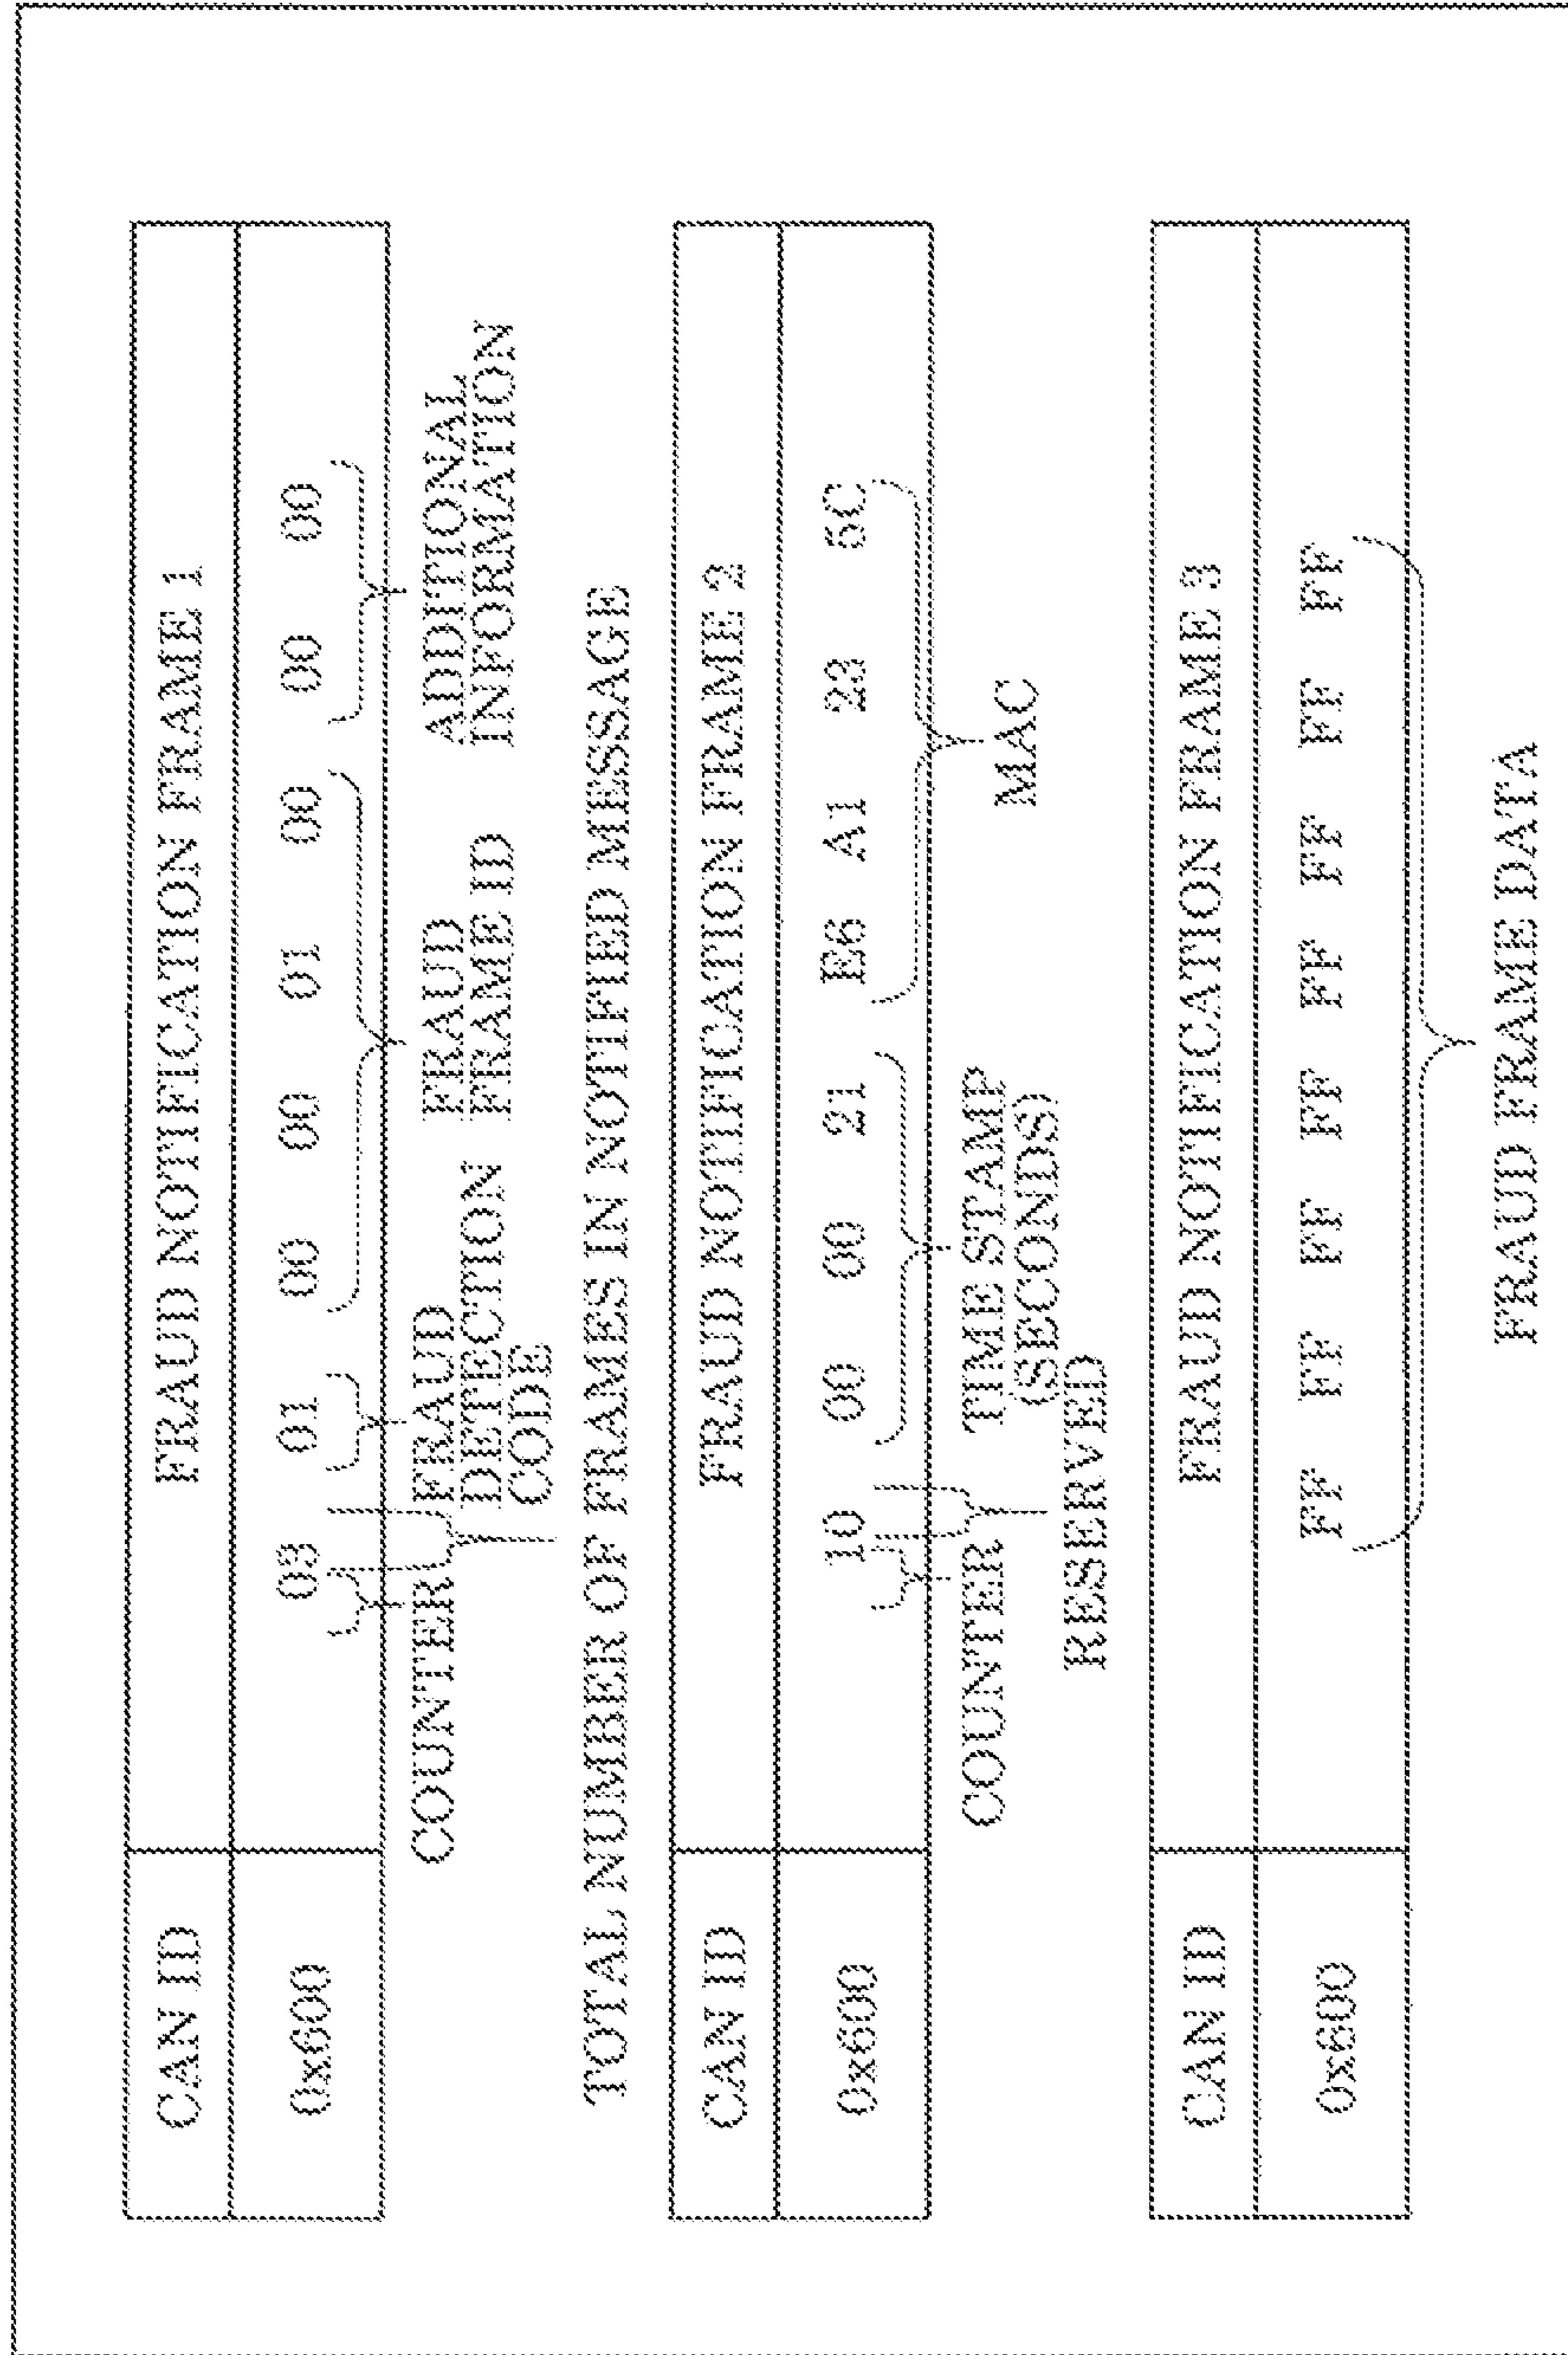 CAN ID
FRAUD NOTIFICATION FRAME 1
0x600
03 01 00 00 01 00 00 00
COUNTER
FRAUD
DETECTION
CODE
FRAUD
FRAME ID
ADDITIONAL
INFORMATION
TOTAL NUMBER OF FRAMES IN NOTIFIED MESSAGE
CAN ID
FRAUD NOTIFICATION FRAME 2
0x600
10 00 00 21 E6 A1 23 5C
COUNTER
TIME STAMP
(SECONDS)
MAC
RESERVED
CAN ID
FRAUD NOTIFICATION FRAME 3
0x600
FF FF FF FF FF FF FF FF
FRAUD FRAME DATA